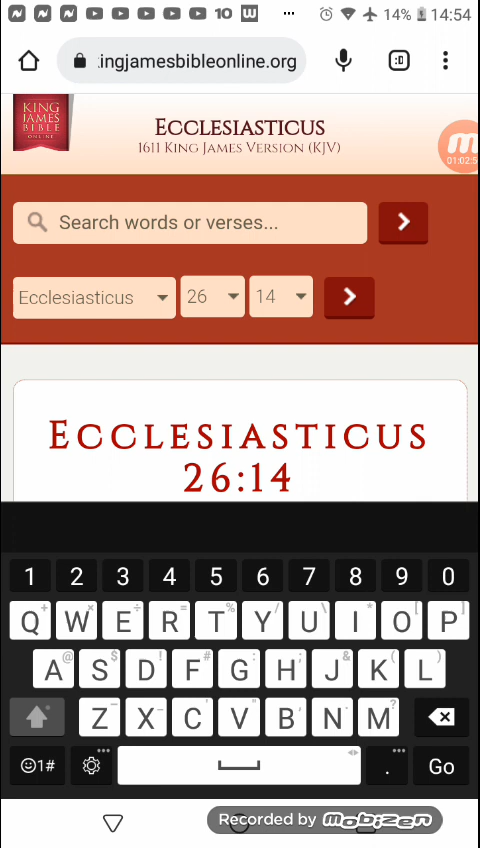 10 W ... 14% 14:54
.ingjamesbibleonline.org
:D
KING
JAMES
BIBLE
ONLINE
ECCLESIASTICUS
1611 KING JAMES VERSION (KJV)
01:02:5
Search words or verses...
Ecclesiasticus 26 14
ECCLESIASTICUS
26:14
1 2 3 4 5 6 7 8 9 0
Q W E R T Y U I O P
A S D F G H J K L
Z X C V B N M
1# . Go
Recorded by MOBIZEN